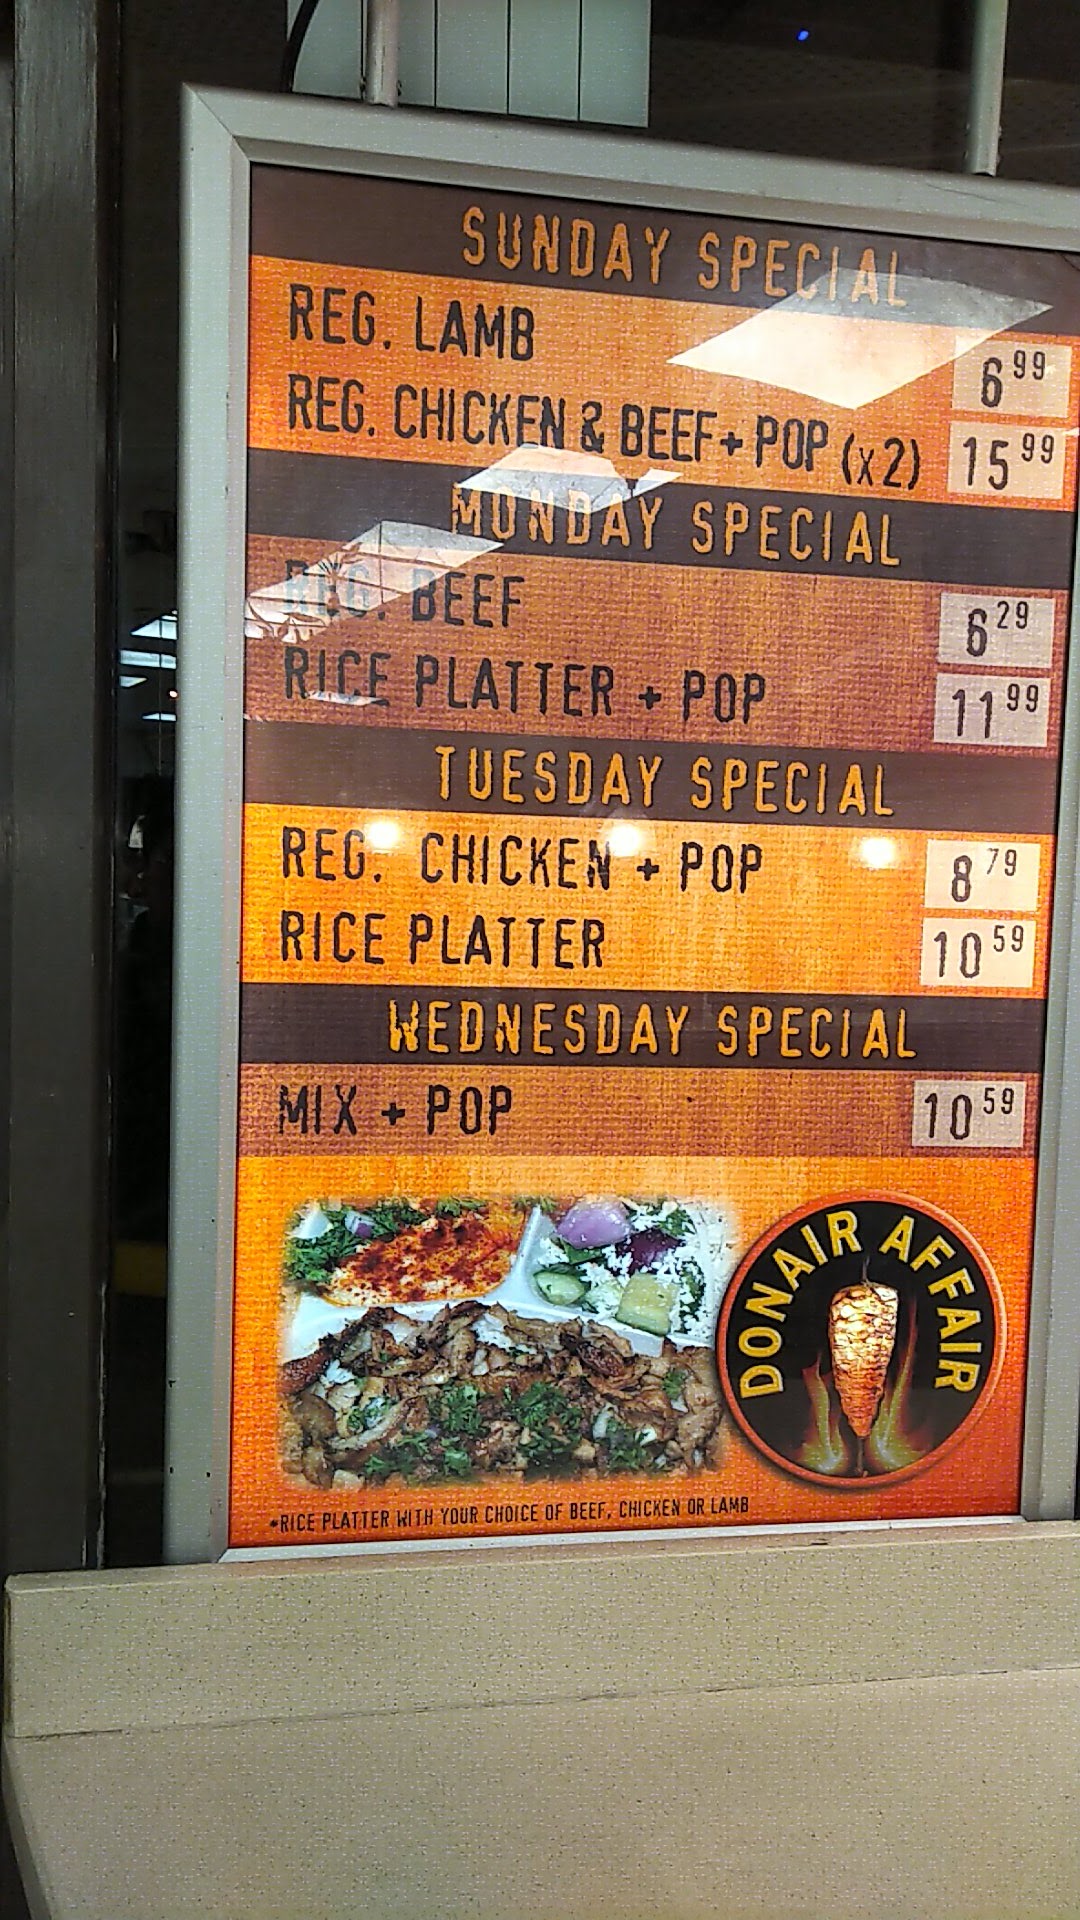 SUNDAY SPECIAL
REG. LAMB 6 99
REG. CHICKEN & BEEF + POP (x2) 15 99
MONDAY SPECIAL
REG. BEEF 6 29
RICE PLATTER + POP 11 99
TUESDAY SPECIAL
REG. CHICKEN + POP 8 79
RICE PLATTER 10 59
WEDNESDAY SPECIAL
MIX + POP 10 59
DONAIR AFFAIR
*RICE PLATTER WITH YOUR CHOICE OF BEEF, CHICKEN OR LAMB